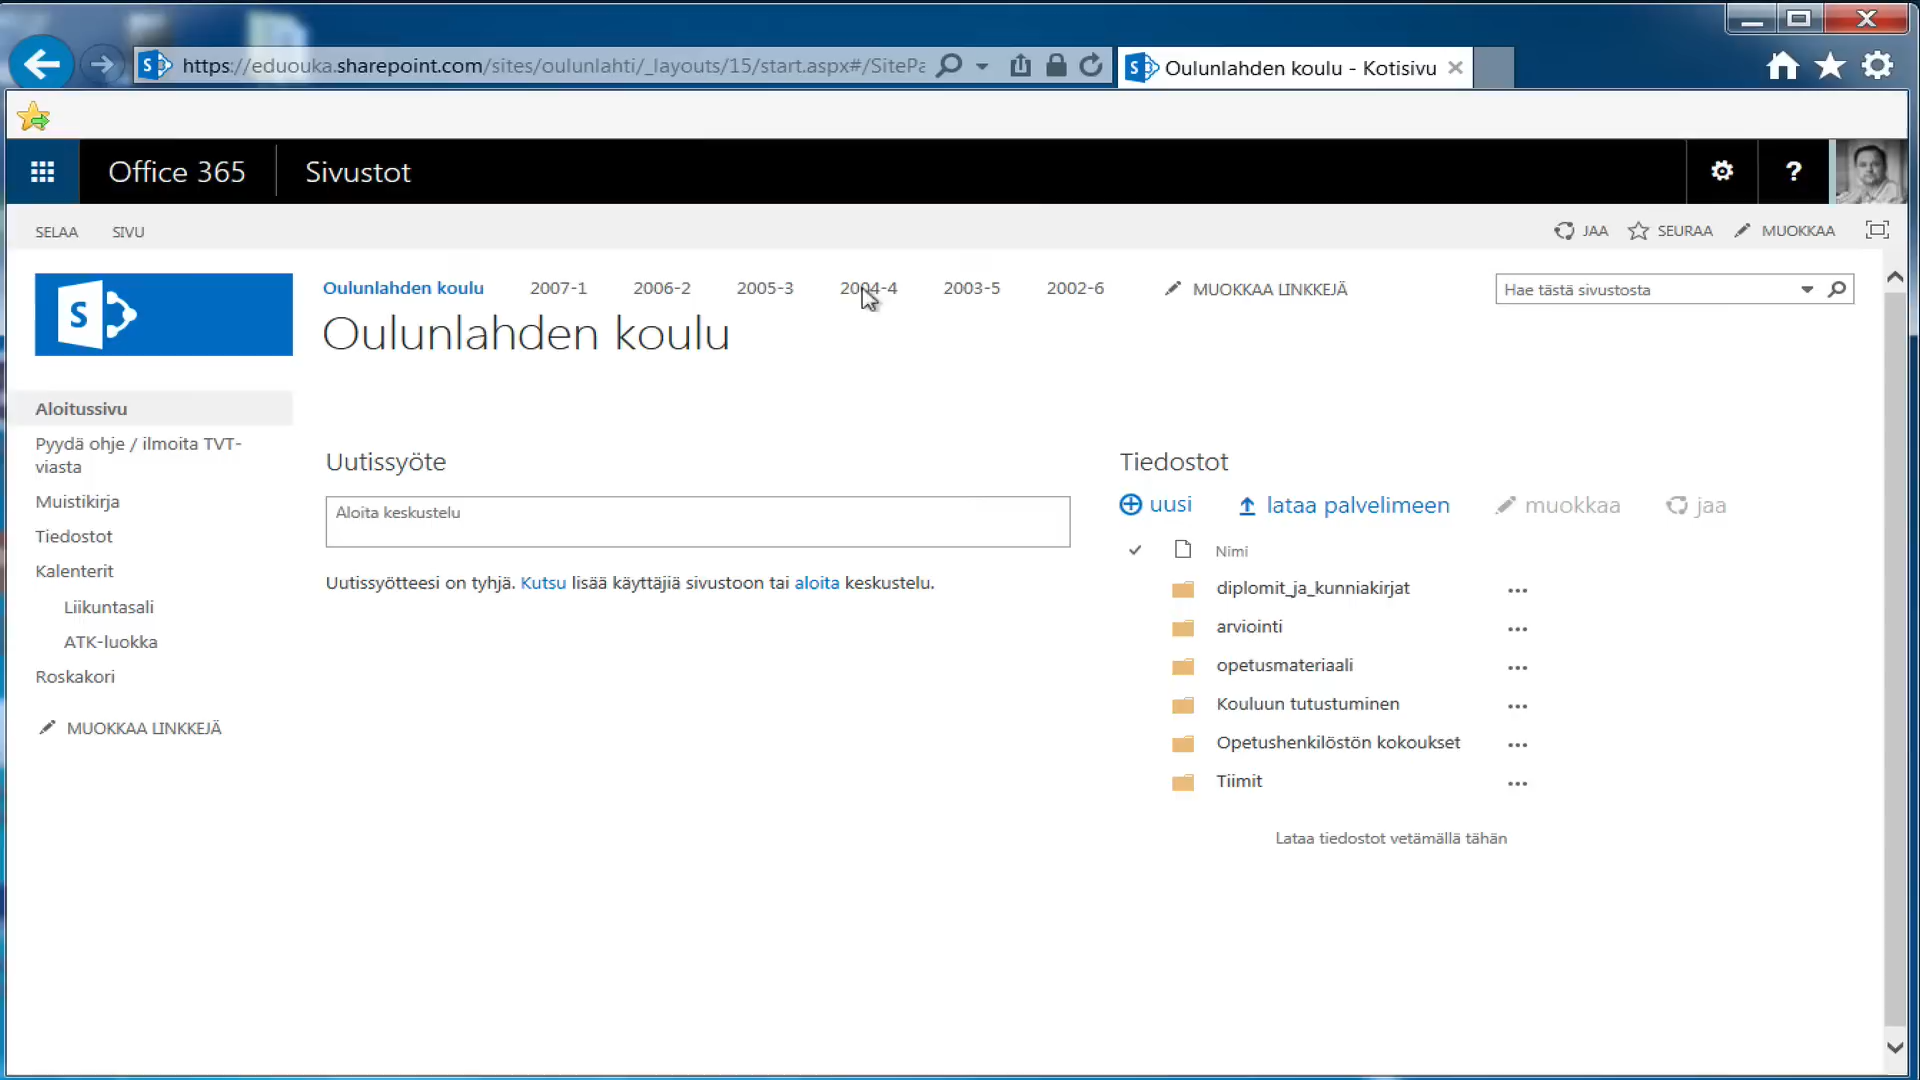 https://eduouka.sharepoint.com/sites/oulunlahti/_layouts/15/start.aspx#/SitePa
Oulunlahden koulu - Kotisivu
Office 365
Sivustot
SELAA
SIVU
JAA
SEURAA
MUOKKAA
Oulunlahden koulu
2007-1
2006-2
2005-3
2004-4
2003-5
2002-6
MUOKKAA LINKKEJÄ
Hae tästä sivustosta
Oulunlahden koulu
Aloitussivu
Pyydä ohje / ilmoita TVT-
viasta
Muistikirja
Tiedostot
Kalenterit
Liikuntasali
ATK-luokka
Roskakori
MUOKKAA LINKKEJÄ
Uutissyöte
Aloita keskustelu
Uutissyötteesi on tyhjä. Kutsu lisää käyttäjiä sivustoon tai aloita keskustelu.
Tiedostot
uusi
lataa palvelimeen
muokkaa
jaa
Nimi
diplomit_ja_kunniakirjat
arviointi
opetusmateriaali
Kouluun tutustuminen
Opetushenkilöstön kokoukset
Tiimit
Lataa tiedostot vetämällä tähän